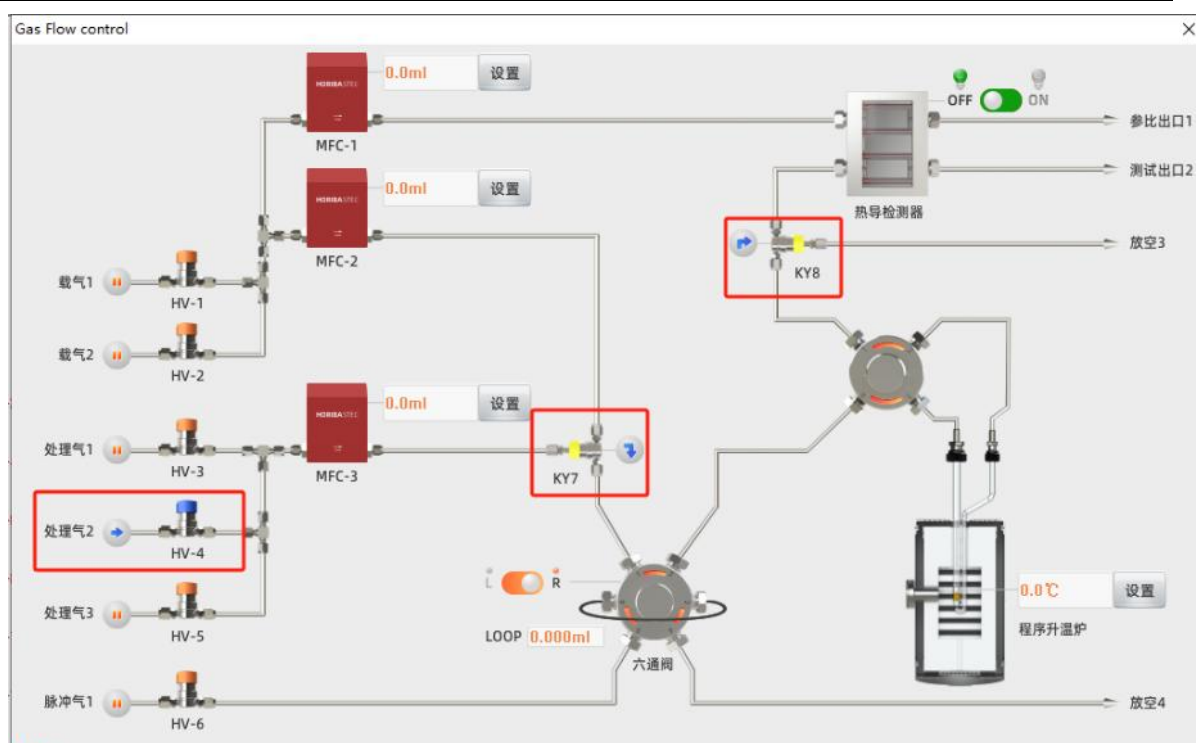 Gas Flow control
HORIBASTEC
0.0ml
设置
MFC-1
OFF
ON
参比出口1
测试出口2
热导检测器
HORIBASTEC
0.0ml
设置
MFC-2
KY8
放空3
载气1
HV-1
载气2
HV-2
HORIBASTEC
0.0ml
设置
MFC-3
KY7
处理气1
HV-3
处理气2
HV-4
处理气3
HV-5
L
R
LOOP 0.000ml
六通阀
0.0℃
设置
程序升温炉
脉冲气1
HV-6
放空4